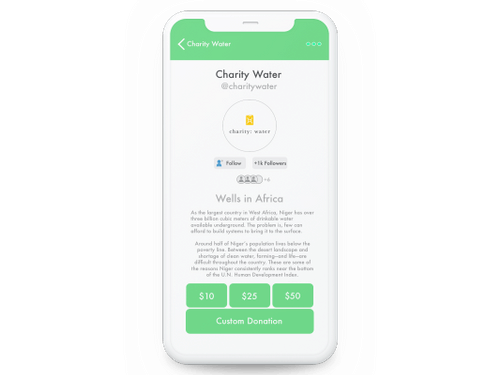 Charity Water
Charity Water
@charitywater
charity: water
Follow
+1k Followers
+6
Wells in Africa
As the largest country in West Africa, Niger has over
three billion cubic meters of drinkable water
available underground. The problem is, few can
afford to build systems to bring it to the surface.
Around half of Niger's population lines below the
poverty line. Between the desert landscape and
shortage of clean water, farming—and life—are
difficult throughout the country. These are some of
the reasons Niger consistently ranks near the bottom
of the U.N. Human Development Index.
$10
$25
$50
Custom Donation